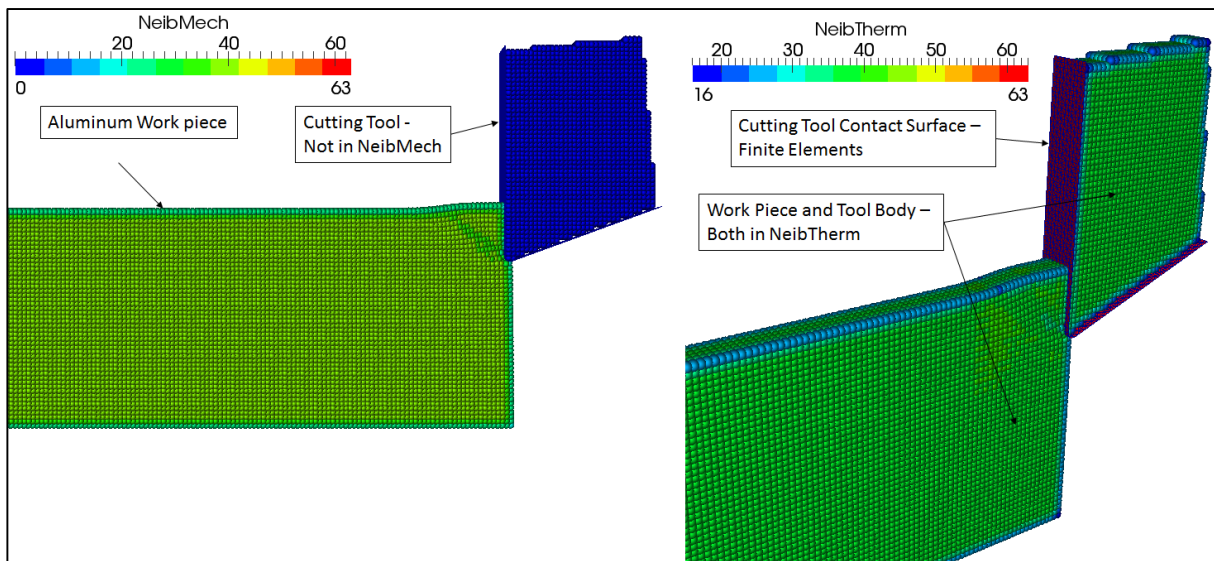 NeibMech
20 40 60
0 63
Aluminum Work piece
Cutting Tool -
Not in NeibMech
NeibTherm
20 30 40 50 60
16 63
Cutting Tool Contact Surface –
Finite Elements
Work Piece and Tool Body –
Both in NeibTherm